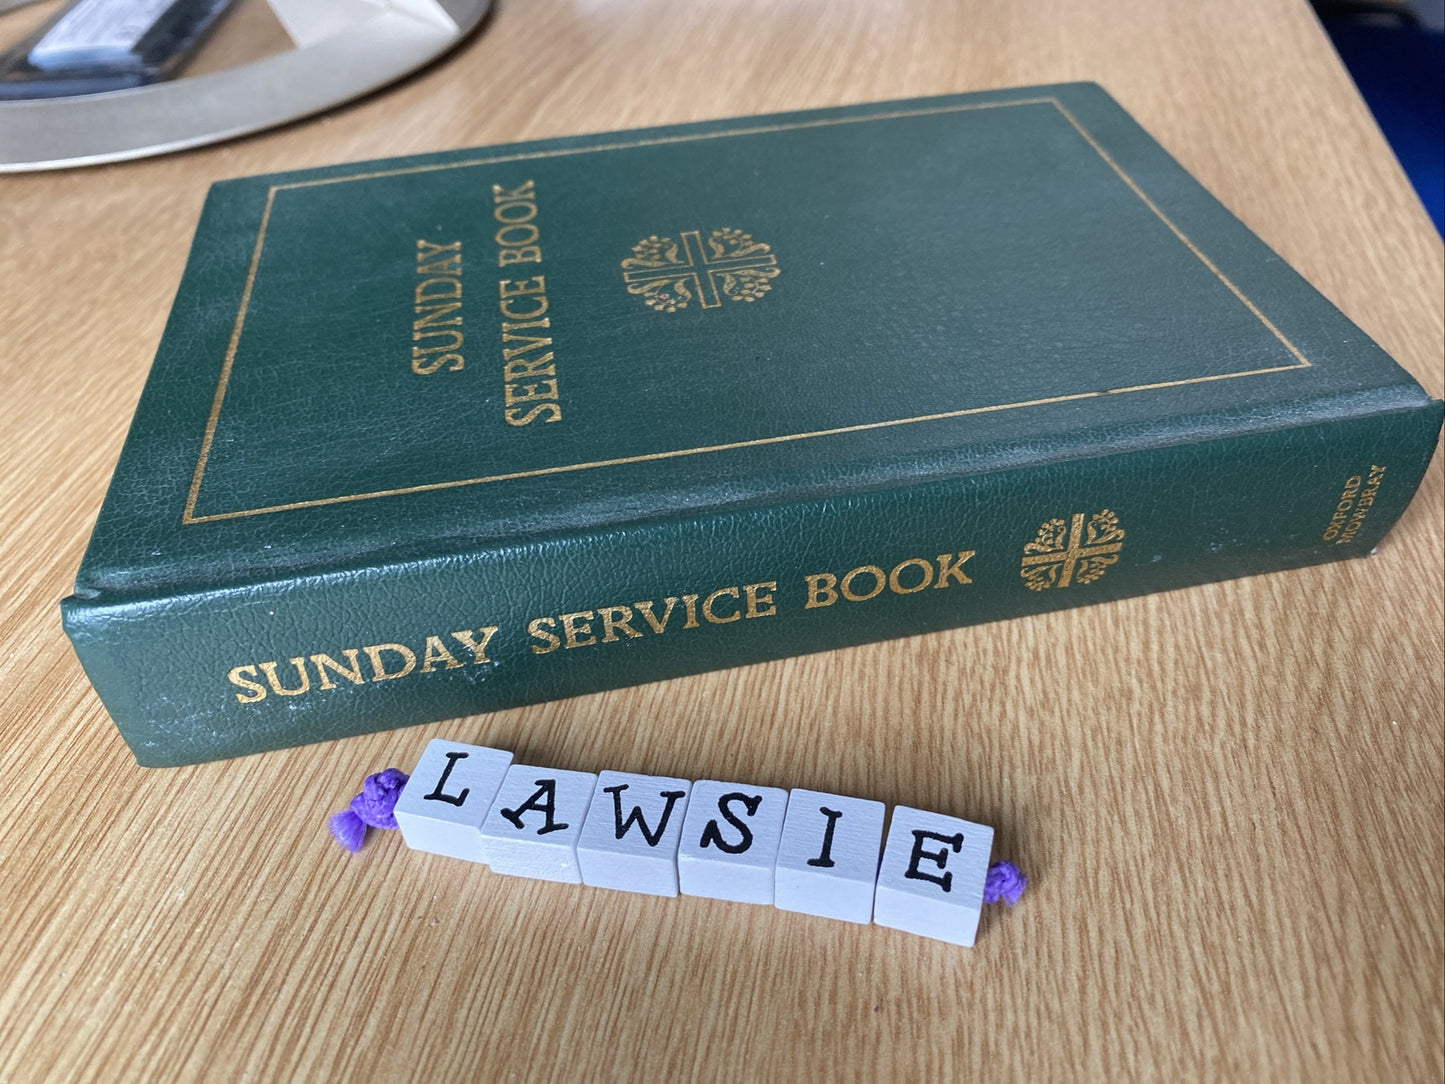 SUNDAY
SERVICE BOOK
SUNDAY SERVICE BOOK
OXFORD
MOWBRAY
LAWSIE